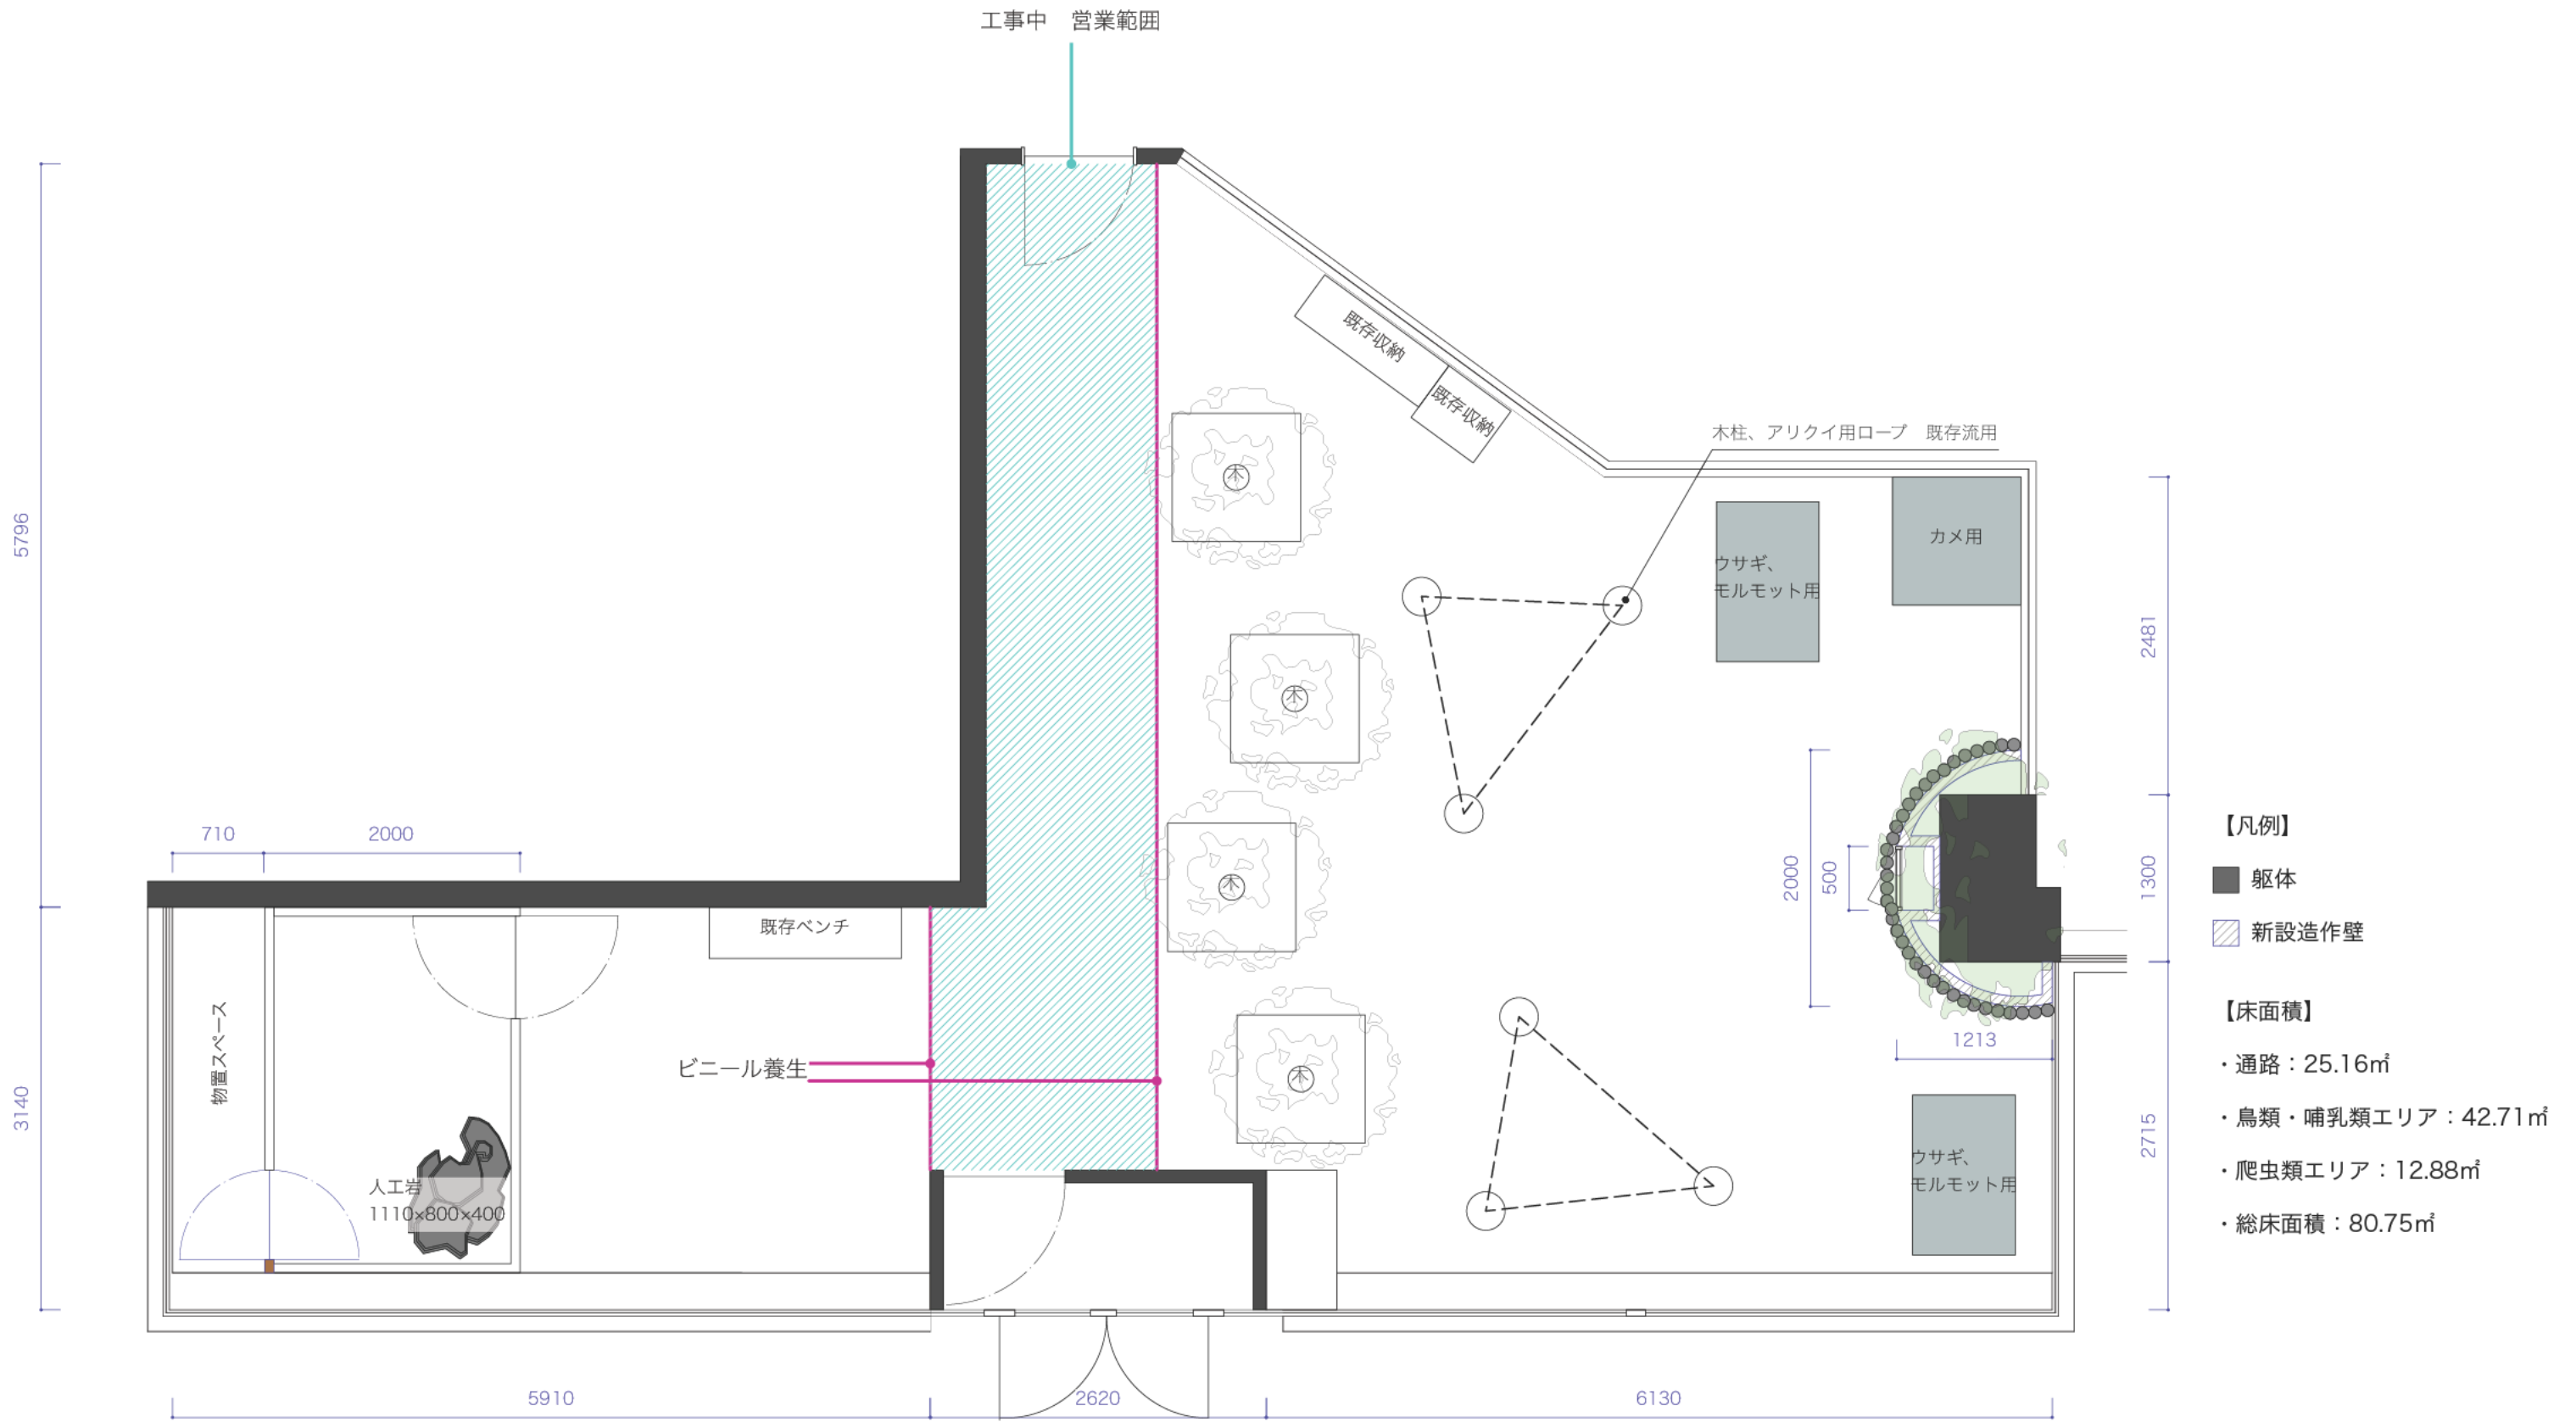 工事中　営業範囲
既存収納
既存収納
木柱、アリクイ用ロープ　既存流用
木
木
木
木
ウサギ、
モルモット用
カメ用
5796
3140
710
2000
物置スペース
既存ベンチ
ビニール養生
人工岩
1110×800×400
2481
2000
500
1300
1213
2715
ウサギ、
モルモット用
5910
2620
6130
【凡例】
躯体
新設造作壁
【床面積】
・通路：25.16㎡
・鳥類・哺乳類エリア：42.71㎡
・爬虫類エリア：12.88㎡
・総床面積：80.75㎡